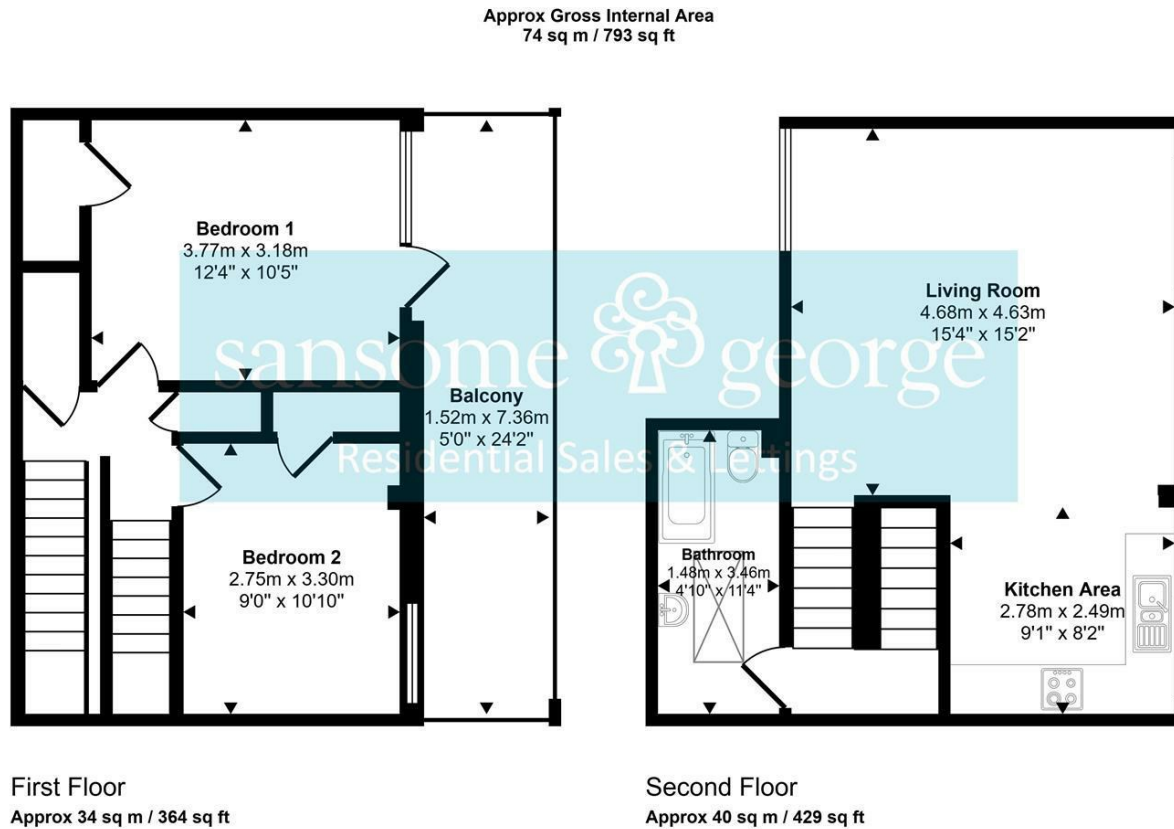 Approx Gross Internal Area
74 sq m / 793 sq ft
Bedroom 1
3.77m x 3.18m
12'4" x 10'5"
Living Room
4.68m x 4.63m
15'4" x 15'2"
sansome george
Residential Sales & Lettings
Balcony
1.52m x 7.36m
5'0" x 24'2"
Bedroom 2
2.75m x 3.30m
9'0" x 10'10"
Bathroom
1.48m x 3.46m
4'10" x 11'4"
Kitchen Area
2.78m x 2.49m
9'1" x 8'2"
First Floor
Approx 34 sq m / 364 sq ft
Second Floor
Approx 40 sq m / 429 sq ft